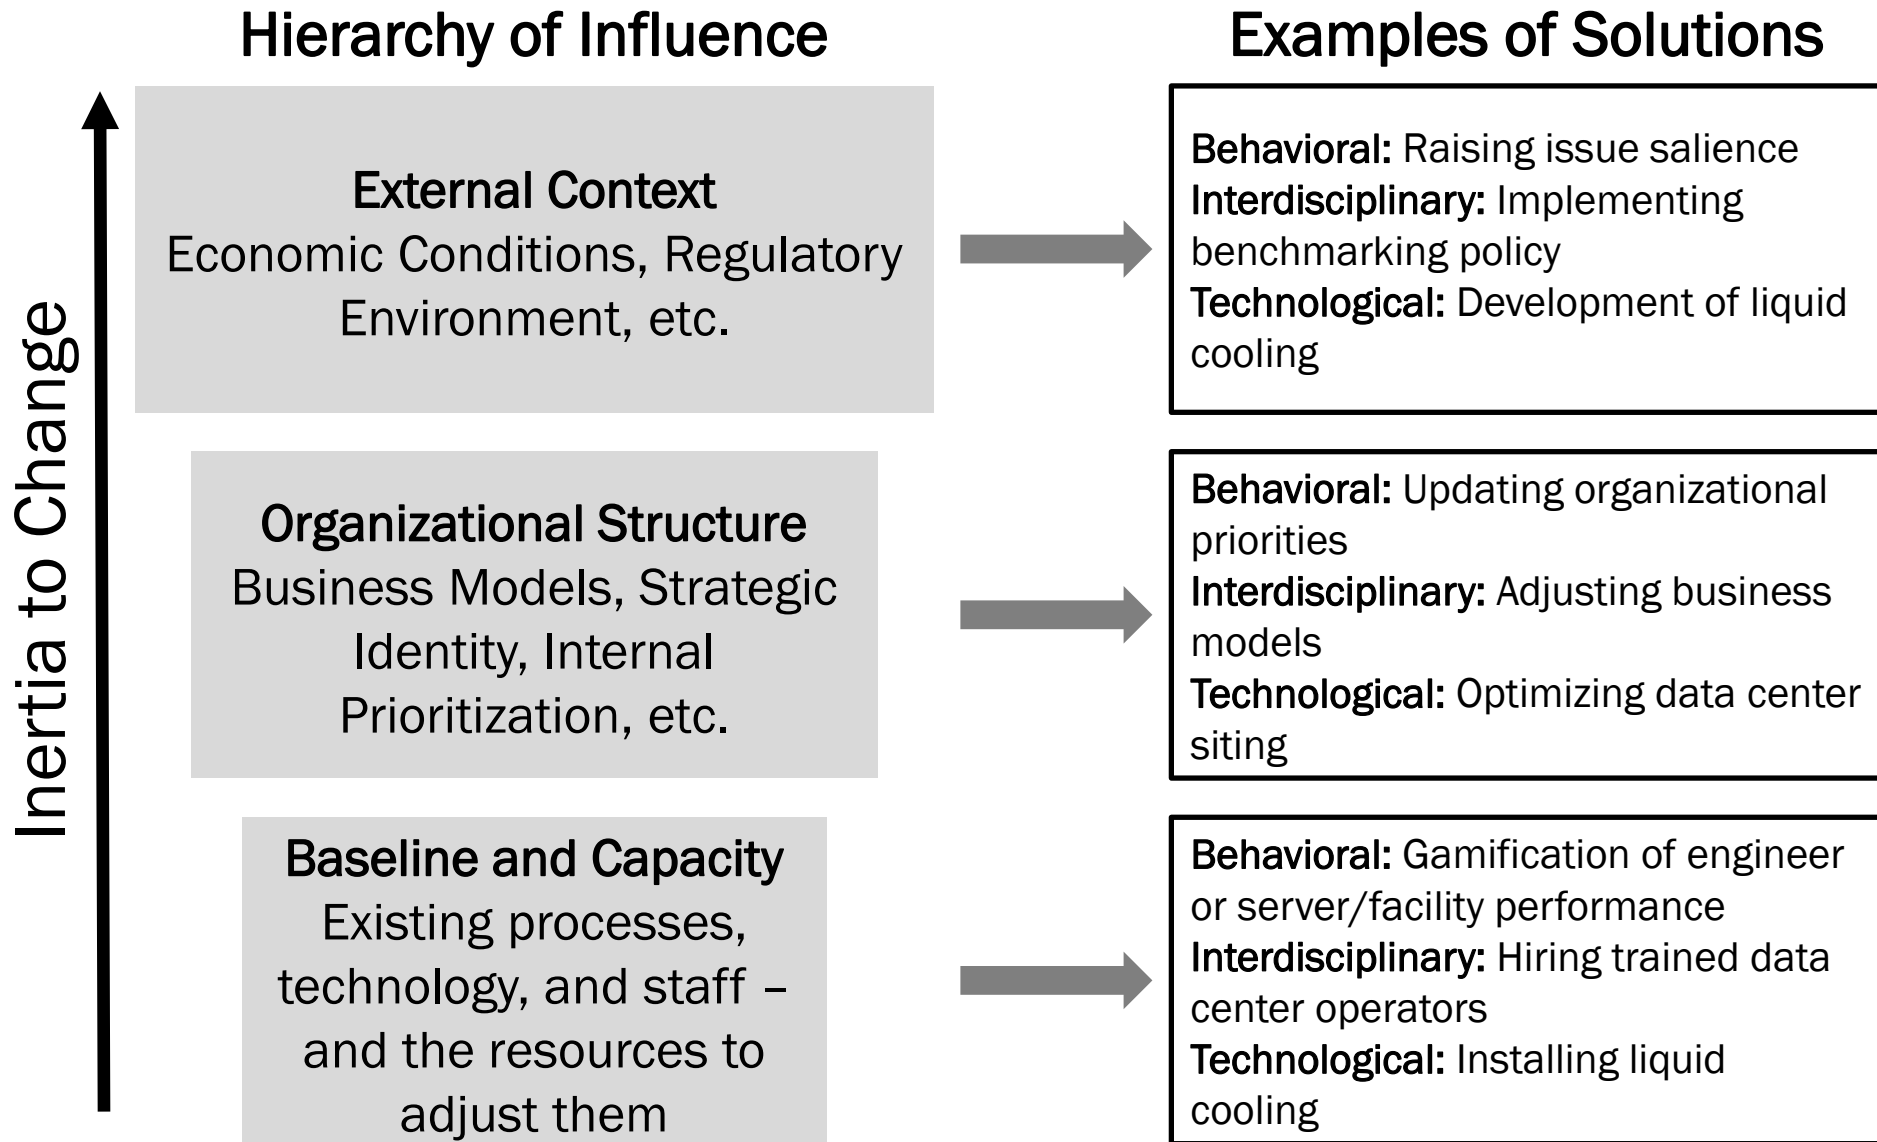 Hierarchy of Influence
Examples of Solutions
Inertia to Change
External Context
Economic Conditions, Regulatory
Environment, etc.
Behavioral: Raising issue salience
Interdisciplinary: Implementing
benchmarking policy
Technological: Development of liquid
cooling
Organizational Structure
Business Models, Strategic
Identity, Internal
Prioritization, etc.
Behavioral: Updating organizational
priorities
Interdisciplinary: Adjusting business
models
Technological: Optimizing data center
siting
Baseline and Capacity
Existing processes,
technology, and staff –
and the resources to
adjust them
Behavioral: Gamification of engineer
or server/facility performance
Interdisciplinary: Hiring trained data
center operators
Technological: Installing liquid
cooling